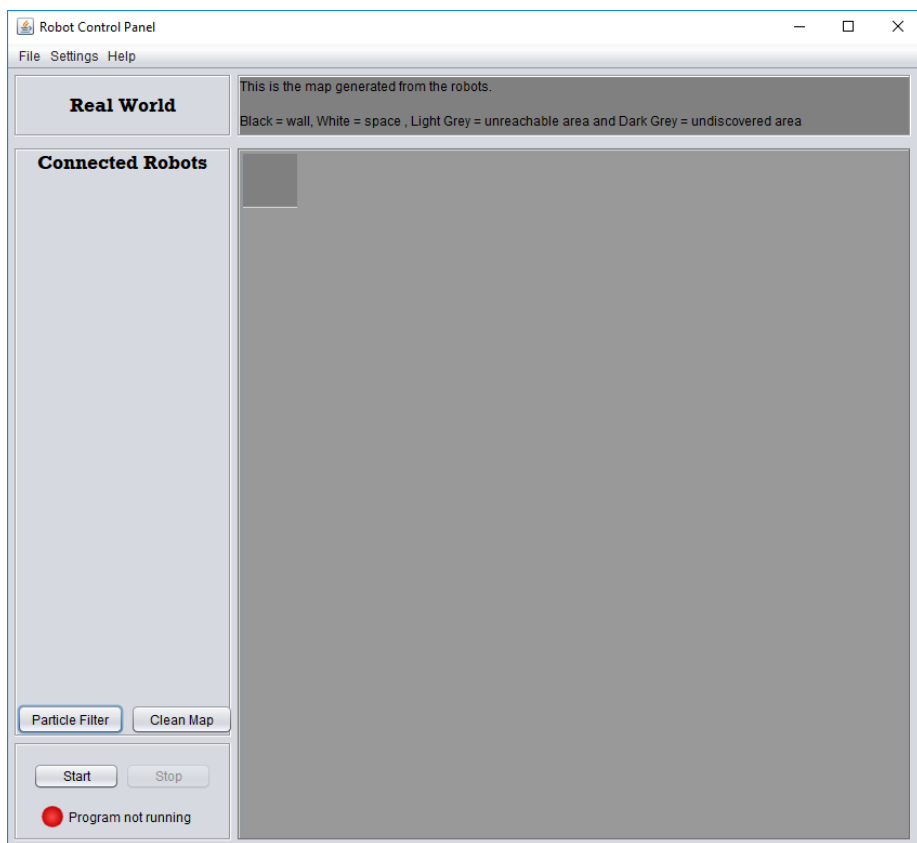 Robot Control Panel
File Settings Help
Real World
This is the map generated from the robots.
Black = wall, White = space , Light Grey = unreachable area and Dark Grey = undiscovered area
Connected Robots
Particle Filter Clean Map
Start Stop
Program not running